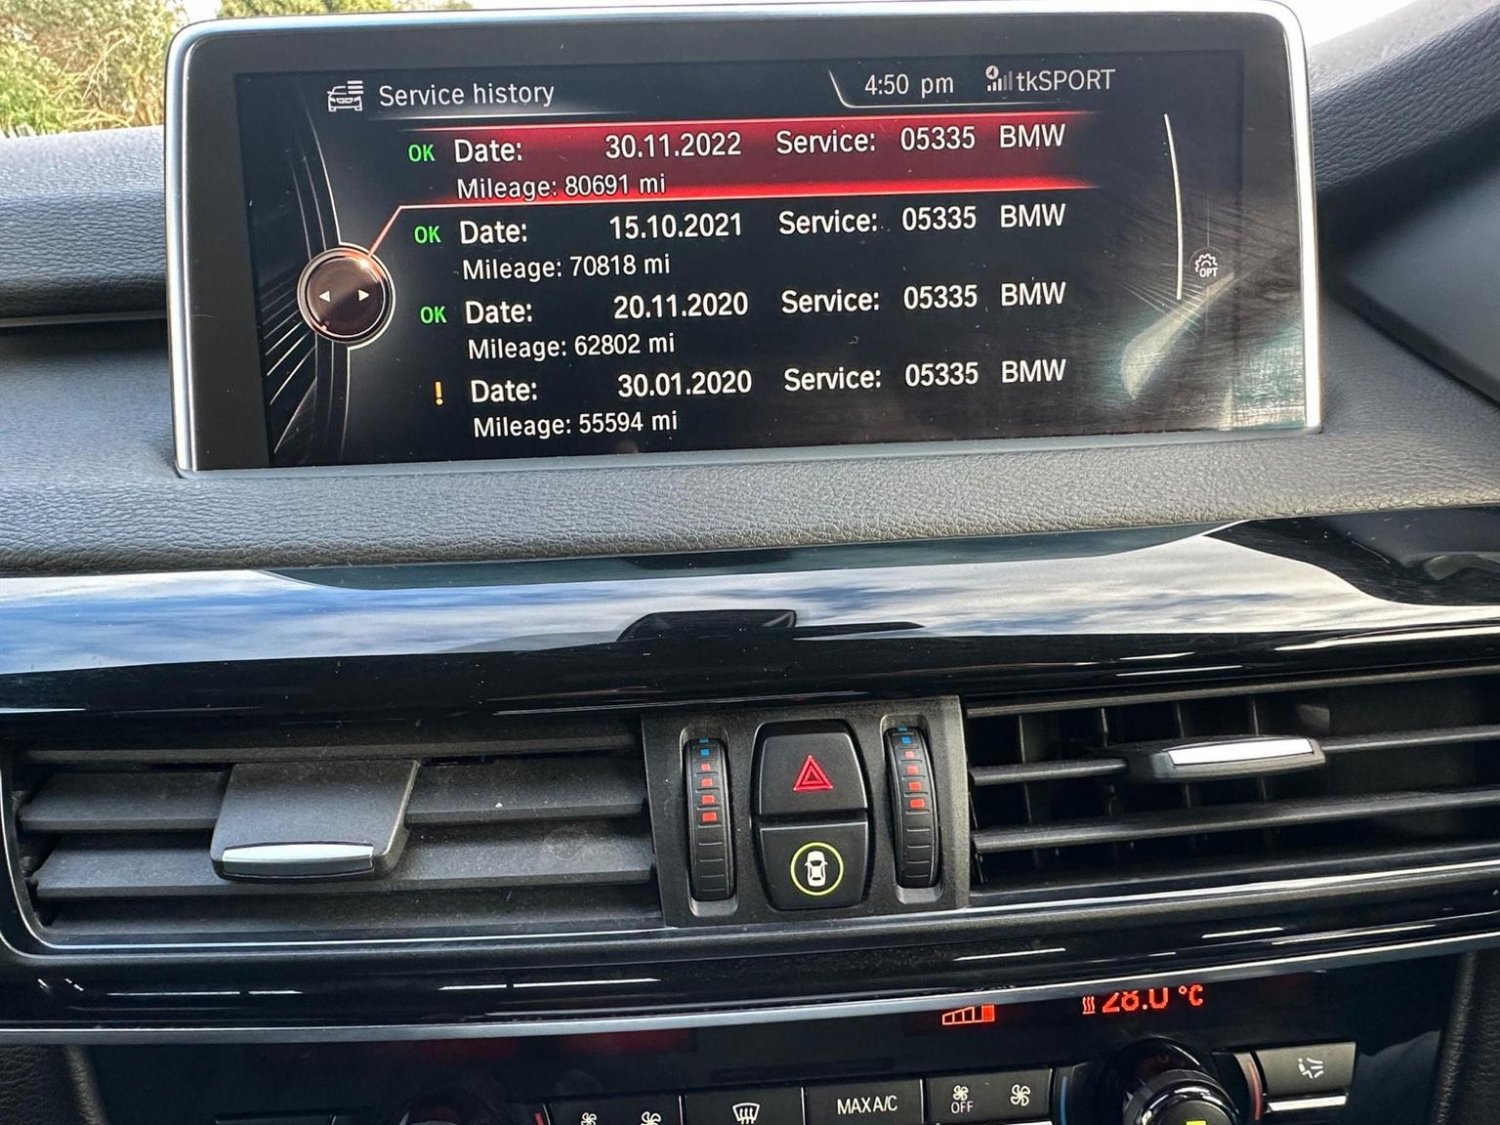 Service history
4:50 pm tkSPORT
OK Date: 30.11.2022 Service: 05335 BMW
Mileage: 80691 mi
OK Date: 15.10.2021 Service: 05335 BMW
Mileage: 70818 mi
OK Date: 20.11.2020 Service: 05335 BMW
Mileage: 62802 mi
! Date: 30.01.2020 Service: 05335 BMW
Mileage: 55594 mi
OPT
28.0 °C
MAX A/C
OFF